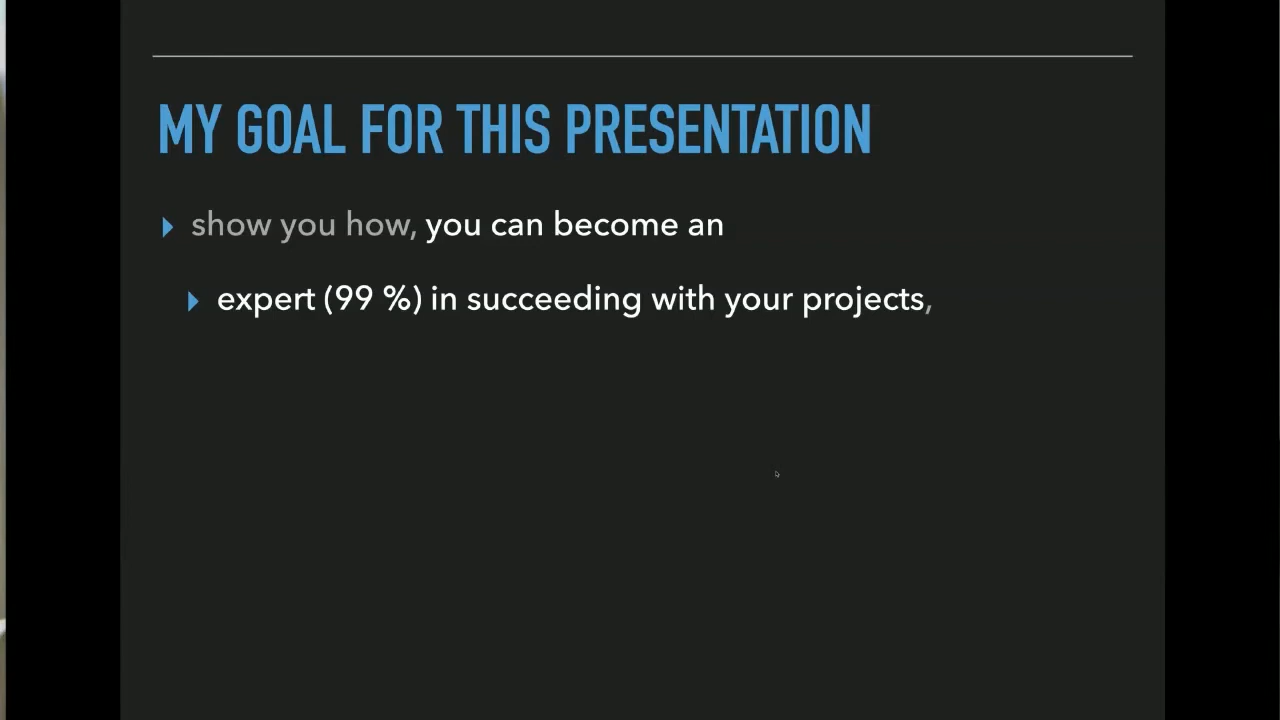 MY GOAL FOR THIS PRESENTATION
show you how, you can become an
expert (99 %) in succeeding with your projects,